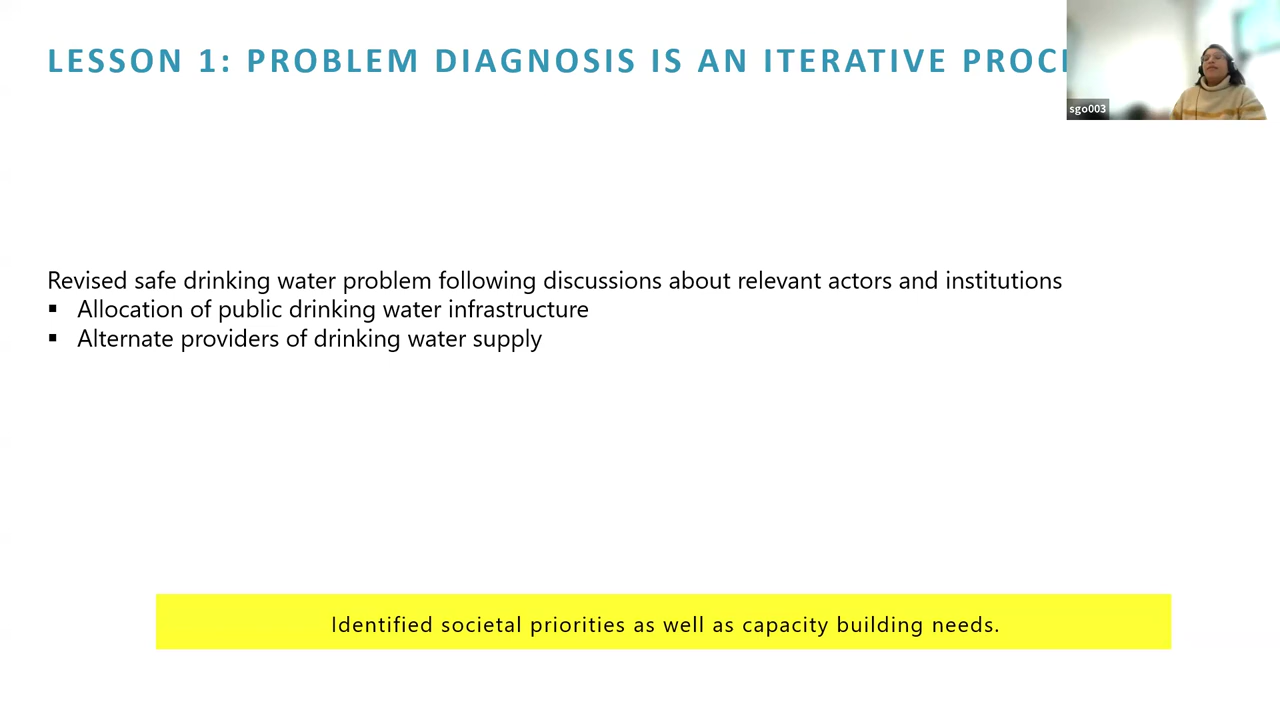 LESSON 1: PROBLEM DIAGNOSIS IS AN ITERATIVE
sgo003
Revised safe drinking water problem following discussions about relevant actors and institutions
▪ Allocation of public drinking water infrastructure
▪ Alternate providers of drinking water supply
Identified societal priorities as well as capacity building needs.